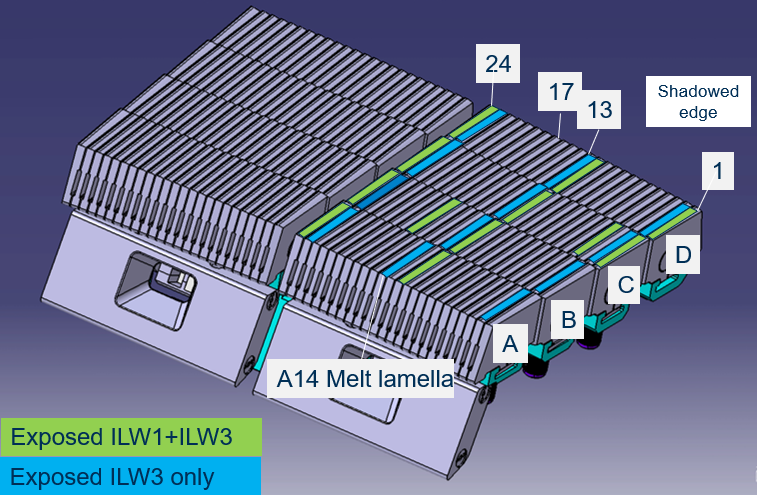 24
17
13
Shadowed
edge
1
D
C
B
A
A14 Melt lamella
Exposed ILW1+ILW3
Exposed ILW3 only